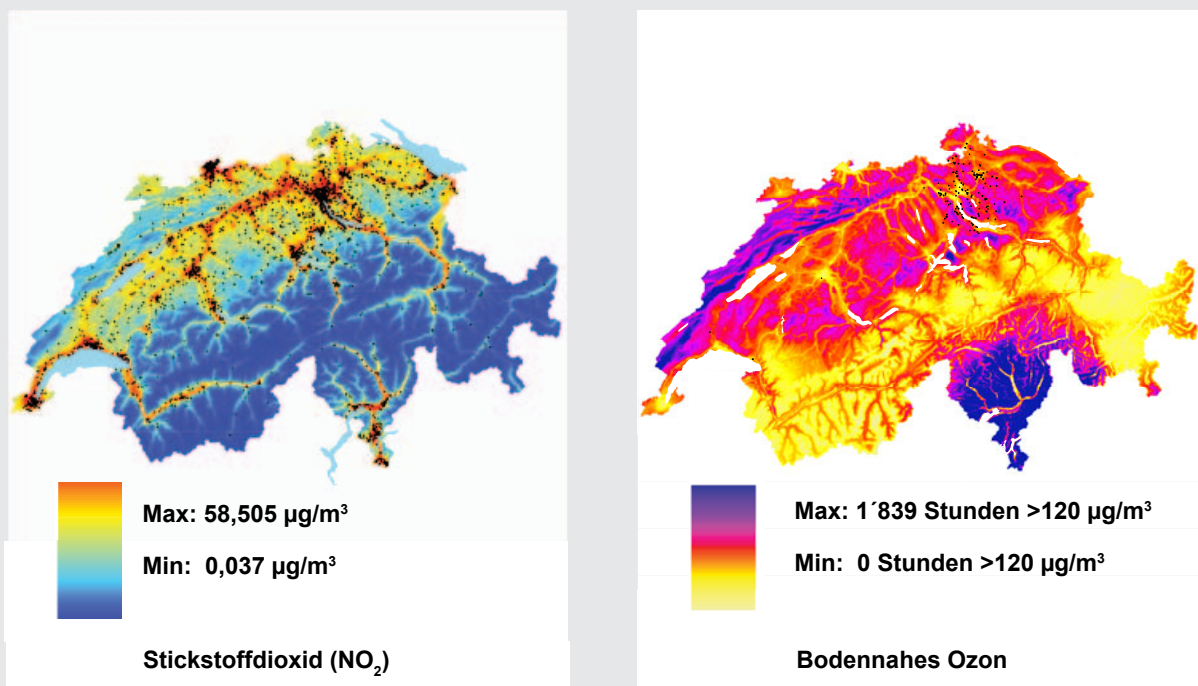 Max: 58,505 µg/m³
Min: 0,037 µg/m³
Stickstoffdioxid (NO₂)
Max: 1´839 Stunden >120 µg/m³
Min: 0 Stunden >120 µg/m³
Bodennahes Ozon